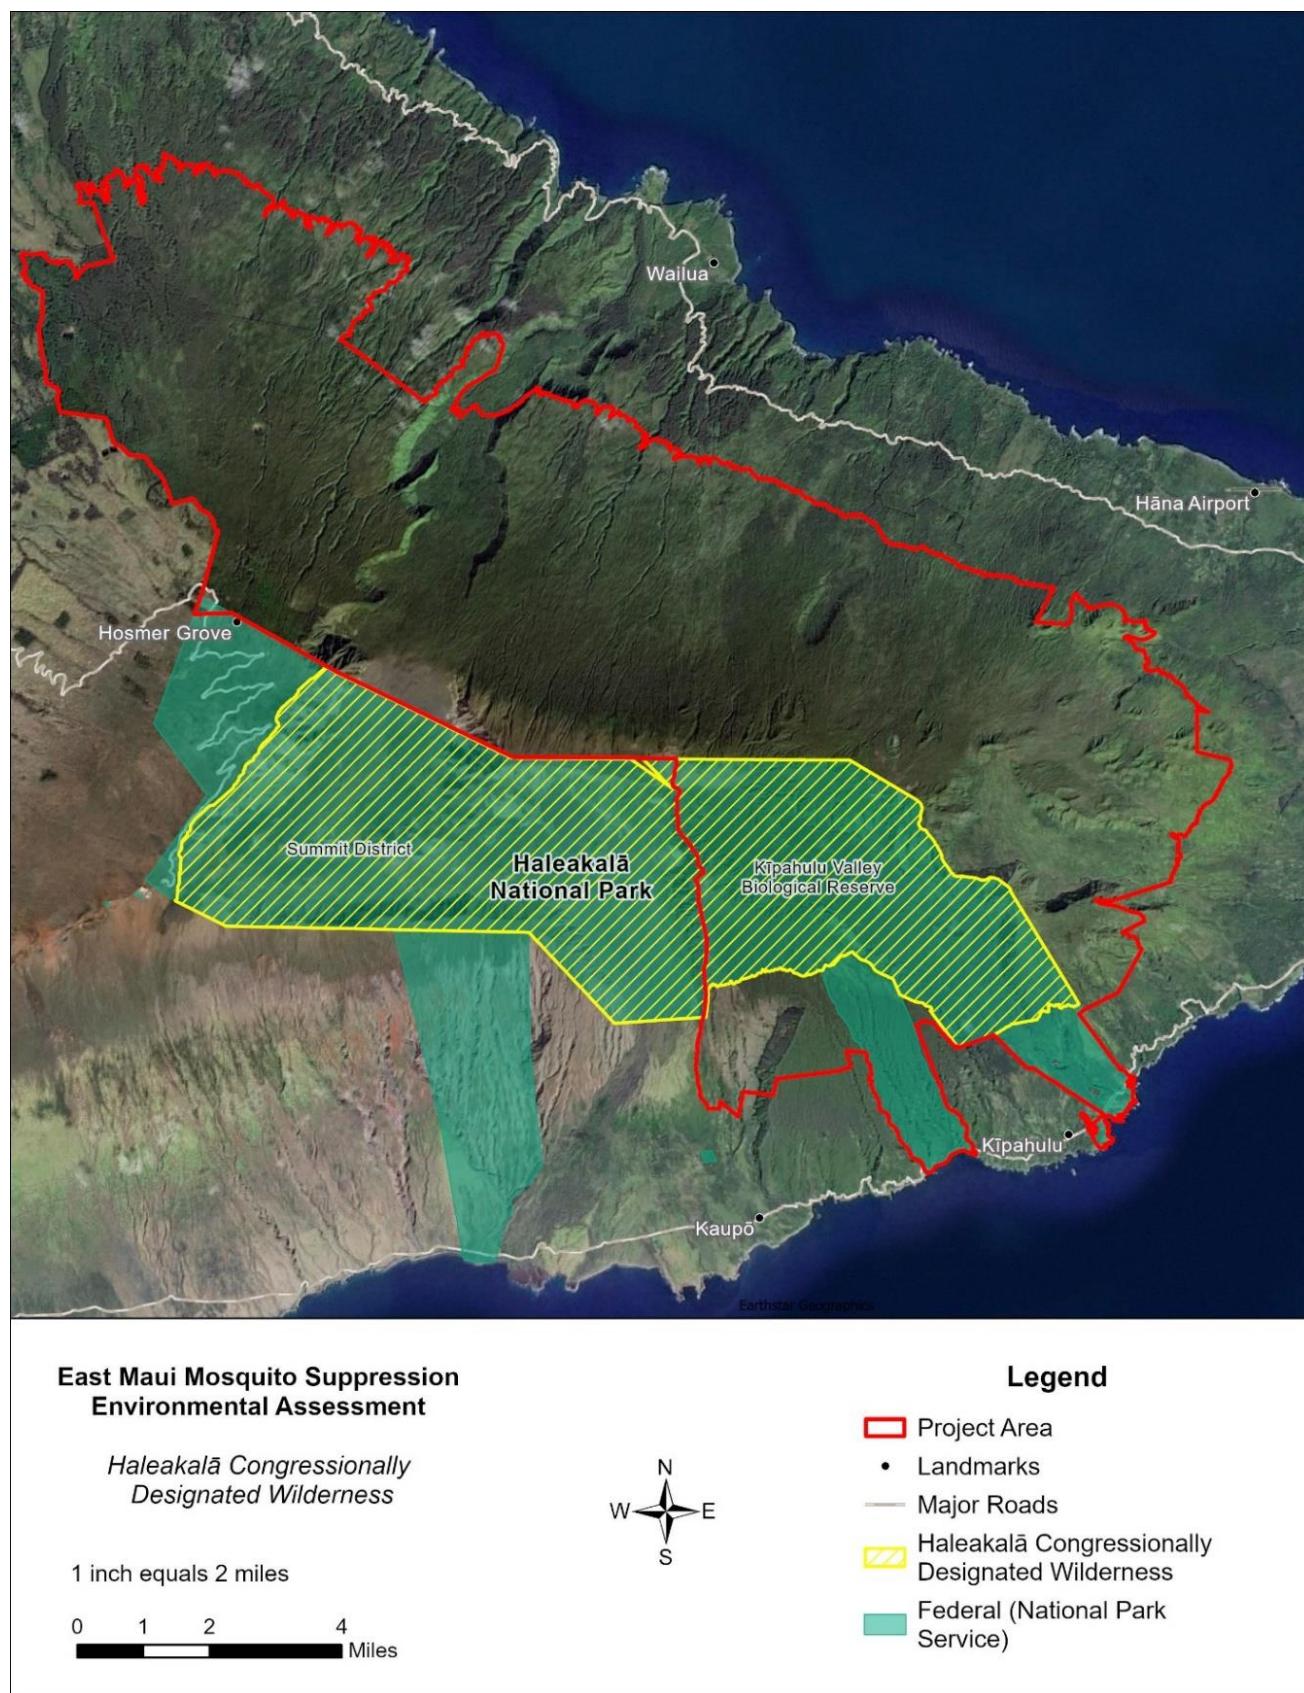 Wailua
Hāna Airport
Hosmer Grove
Summit District
Haleakalā
National Park
Kīpahulu Valley
Biological Reserve
Kīpahulu
Kaupō
Earthstar Geographics
East Maui Mosquito Suppression
Environmental Assessment
Haleakalā Congressionally
Designated Wilderness
1 inch equals 2 miles
0 1 2 4
Miles
N
W E
S
Legend
Project Area
Landmarks
Major Roads
Haleakalā Congressionally
Designated Wilderness
Federal (National Park
Service)